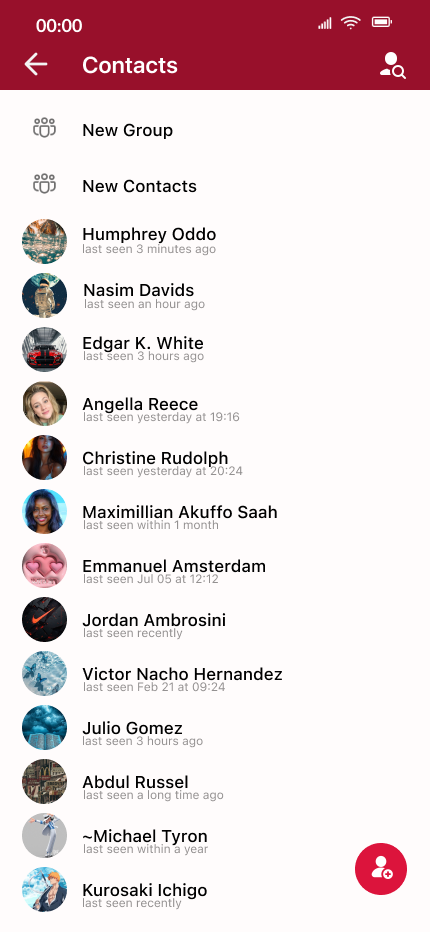 00:00
Contacts
New Group
New Contacts
Humphrey Oddo
last seen 3 minutes ago
Nasim Davids
last seen an hour ago
Edgar K. White
last seen 3 hours ago
Angella Reece
last seen yesterday at 19:16
Christine Rudolph
last seen yesterday at 20:24
Maximillian Akuffo Saah
last seen within 1 month
Emmanuel Amsterdam
last seen Jul 05 at 12:12
Jordan Ambrosini
last seen recently
Victor Nacho Hernandez
last seen Feb 21 at 09:24
Julio Gomez
last seen 3 hours ago
Abdul Russel
last seen a long time ago
~Michael Tyron
last seen within a year
Kurosaki Ichigo
last seen recently